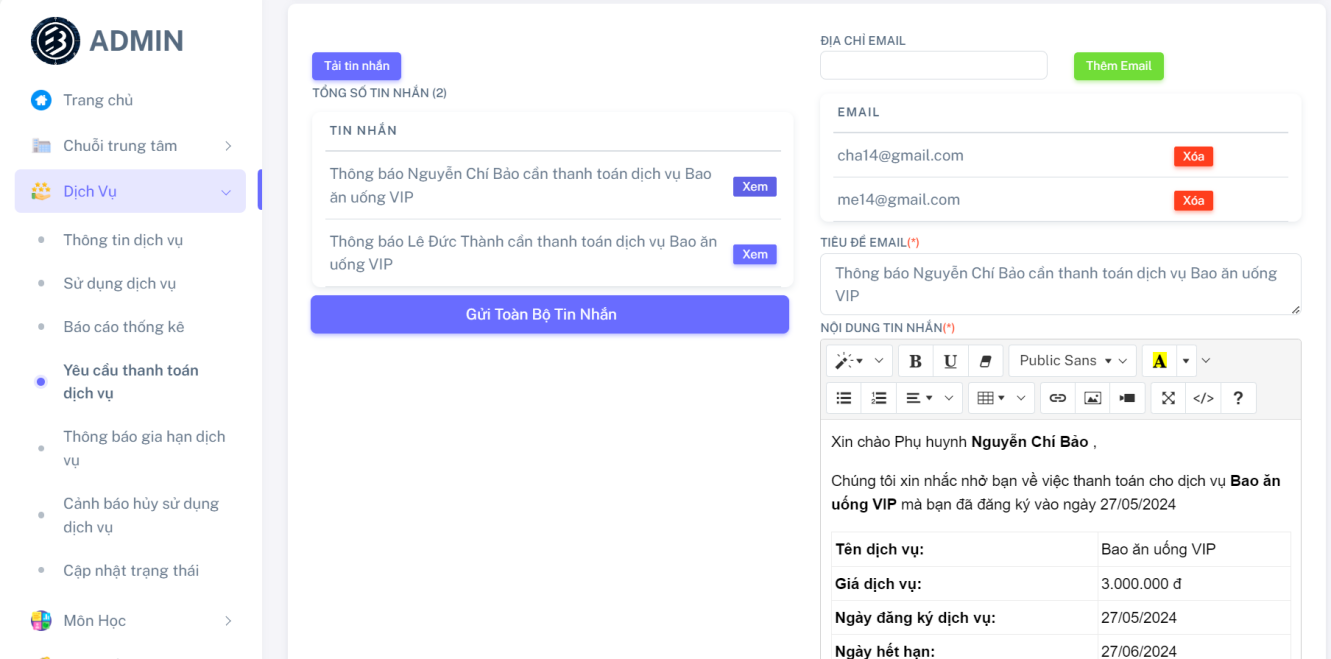 ADMIN
Trang chủ
Chuỗi trung tâm
Dịch Vụ
Thông tin dịch vụ
Sử dụng dịch vụ
Báo cáo thống kê
Yêu cầu thanh toán
dịch vụ
Thông báo gia hạn dịch
vụ
Cảnh báo hủy sử dụng
dịch vụ
Cập nhật trạng thái
Môn Học
Tải tin nhắn
TỔNG SỐ TIN NHẮN (2)
TIN NHẮN
Thông báo Nguyễn Chí Bảo cần thanh toán dịch vụ Bao
ăn uống VIP
Xem
Thông báo Lê Đức Thành cần thanh toán dịch vụ Bao ăn
uống VIP
Xem
Gửi Toàn Bộ Tin Nhắn
ĐỊA CHỈ EMAIL
Thêm Email
EMAIL
cha14@gmail.com
Xóa
me14@gmail.com
Xóa
TIÊU ĐỀ EMAIL(*)
Thông báo Nguyễn Chí Bảo cần thanh toán dịch vụ Bao ăn uống
VIP
NỘI DUNG TIN NHẮN(*)
B U Public Sans A
</> ?
Xin chào Phụ huynh Nguyễn Chí Bảo ,
Chúng tôi xin nhắc nhở bạn về việc thanh toán cho dịch vụ Bao ăn
uống VIP mà bạn đã đăng ký vào ngày 27/05/2024
Tên dịch vụ: Bao ăn uống VIP
Giá dịch vụ: 3.000.000 đ
Ngày đăng ký dịch vụ: 27/05/2024
Ngày hết hạn: 27/06/2024